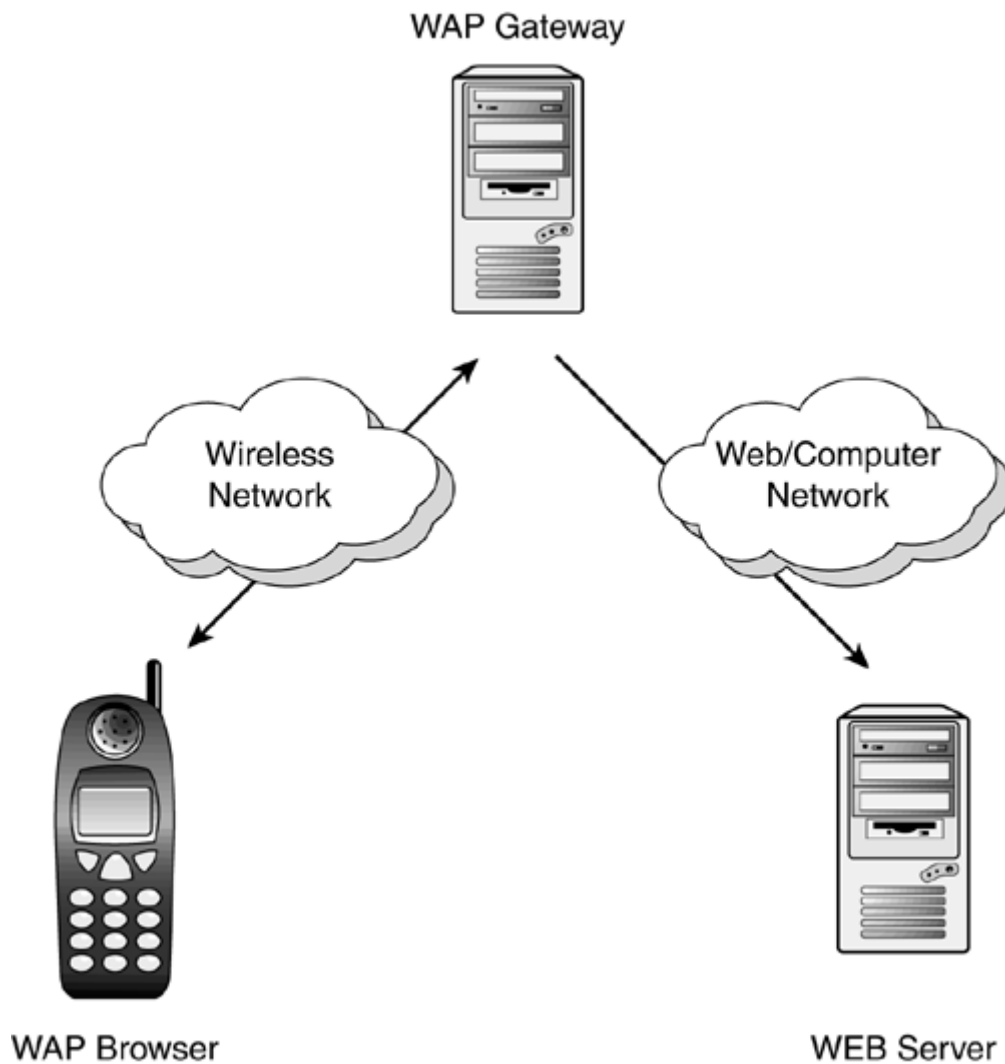 WAP Gateway
Wireless
Network
Web/Computer
Network
WAP Browser
WEB Server